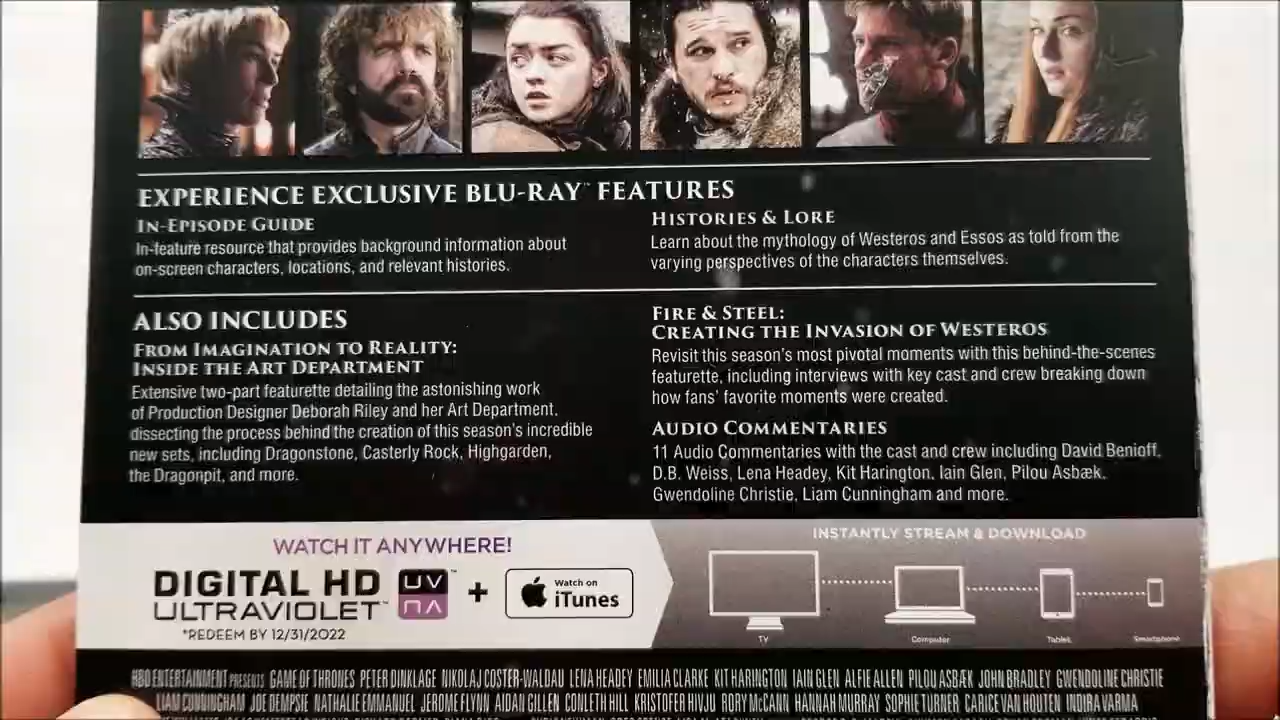 EXPERIENCE EXCLUSIVE BLU-RAY™ FEATURES
IN-EPISODE GUIDE
In-feature resource that provides background information about
on-screen characters, locations, and relevant histories.
HISTORIES & LORE
Learn about the mythology of Westeros and Essos as told from the
varying perspectives of the characters themselves.
ALSO INCLUDES
FROM IMAGINATION TO REALITY:
INSIDE THE ART DEPARTMENT
Extensive two-part featurette detailing the astonishing work
of Production Designer Deborah Riley and her Art Department,
dissecting the process behind the creation of this season's incredible
new sets, including Dragonstone, Casterly Rock, Highgarden,
the Dragonpit, and more.
FIRE & STEEL:
CREATING THE INVASION OF WESTEROS
Revisit this season's most pivotal moments with this behind-the-scenes
featurette, including interviews with key cast and crew breaking down
how fans' favorite moments were created.
AUDIO COMMENTARIES
11 Audio Commentaries with the cast and crew including David Benioff,
D.B. Weiss, Lena Headey, Kit Harington, Iain Glen, Pilou Asbæk,
Gwendoline Christie, Liam Cunningham and more.
WATCH IT ANYWHERE!
DIGITAL HD
ULTRAVIOLET™
UV™
+
Watch on
iTunes
*REDEEM BY 12/31/2022
INSTANTLY STREAM & DOWNLOAD
TV
Computer
Tablet
Smartphone
HBO ENTERTAINMENT PRESENTS GAME OF THRONES PETER DINKLAGE NIKOLAJ COSTER-WALDAU LENA HEADEY EMILIA CLARKE KIT HARINGTON IAIN GLEN ALFIE ALLEN PILOU ASBÆK JOHN BRADLEY GWENDOLINE CHRISTIE
LIAM CUNNINGHAM JOE DEMPSIE NATHALIE EMMANUEL JEROME FLYNN AIDAN GILLEN CONLETH HILL KRISTOFER HIVJU RORY McCANN HANNAH MURRAY SOPHIE TURNER CARICE VAN HOUTEN INDIRA VARMA